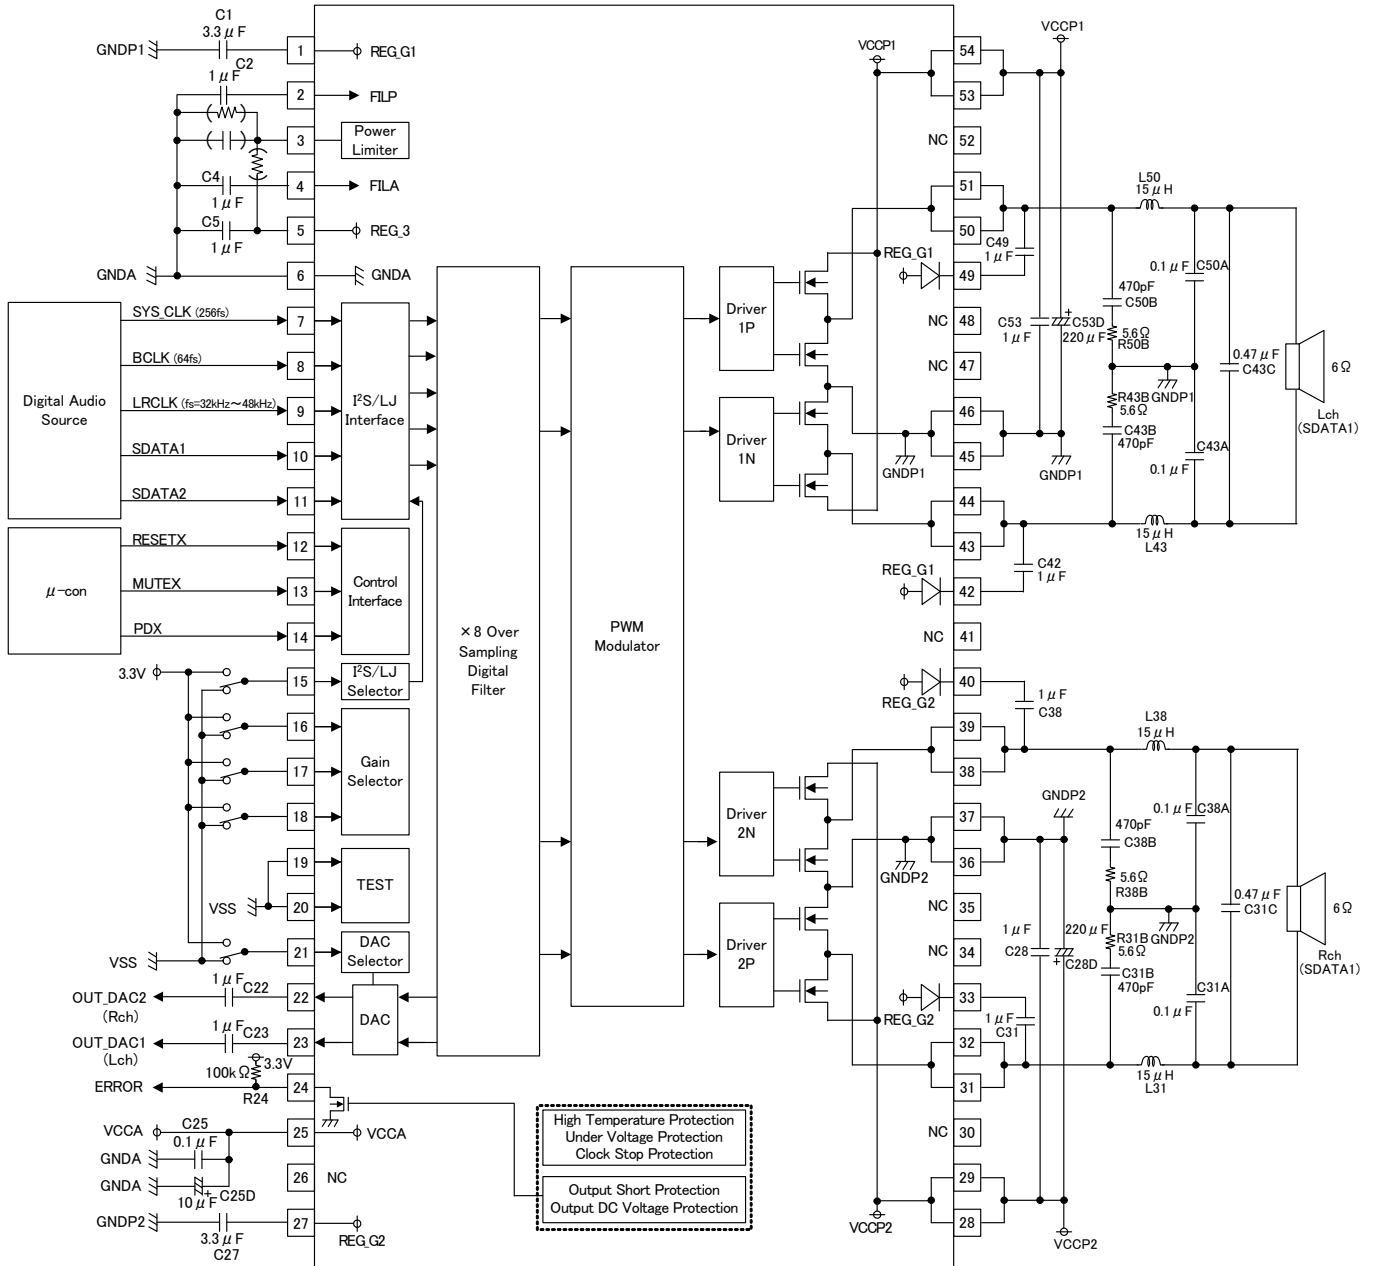 C1
3.3μF
GNDP1
1
REG_G1
C2
1μF
2
FILP
3
Power
Limiter
C4
1μF
4
FILA
C5
1μF
5
REG_3
GNDA
6
GNDA
Digital Audio
Source
SYS_CLK (256fs)
7
BCLK (64fs)
8
LRCLK (fs=32kHz~48kHz)
9
SDATA1
10
SDATA2
11
I²S/LJ
Interface
μ-con
RESETX
12
MUTEX
13
PDX
14
Control
Interface
3.3V
15
I²S/LJ
Selector
16
17
18
Gain
Selector
19
20
VSS
TEST
VSS
21
DAC
Selector
OUT_DAC2
(Rch)
1μF
C22
22
OUT_DAC1
(Lch)
1μF
C23
23
DAC
3.3V
100kΩ
R24
ERROR
24
VCCA
C25
0.1μF
25
VCCA
GNDA
GNDA
10μF
+
C25D
26
NC
GNDP2
3.3μF
C27
27
REG_G2
×8 Over
Sampling
Digital
Filter
PWM
Modulator
High Temperature Protection
Under Voltage Protection
Clock Stop Protection
Output Short Protection
Output DC Voltage Protection
Driver
1P
Driver
1N
Driver
2N
Driver
2P
VCCP1
54
53
VCCP1
NC
52
51
50
REG_G1
49
C49
1μF
NC
48
NC
47
C53
1μF
+
C53D
220μF
46
45
GNDP1
GNDP1
44
43
REG_G1
42
C42
1μF
NC
41
L50
15μH
0.1μF
C50A
470pF
C50B
5.6Ω
R50B
GNDP1
R43B
5.6Ω
C43B
470pF
C43A
0.1μF
0.47μF
C43C
6Ω
Lch
(SDATA1)
15μH
L43
REG_G2
40
1μF
C38
39
38
37
36
GNDP2
GNDP2
NC
35
NC
34
1μF
C28
220μF
+
C28D
REG_G2
33
1μF
C31
32
31
NC
30
29
28
VCCP2
VCCP2
L38
15μH
0.1μF
C38A
470pF
C38B
5.6Ω
R38B
GNDP2
R31B
5.6Ω
C31B
470pF
C31A
0.1μF
0.47μF
C31C
6Ω
Rch
(SDATA1)
15μH
L31